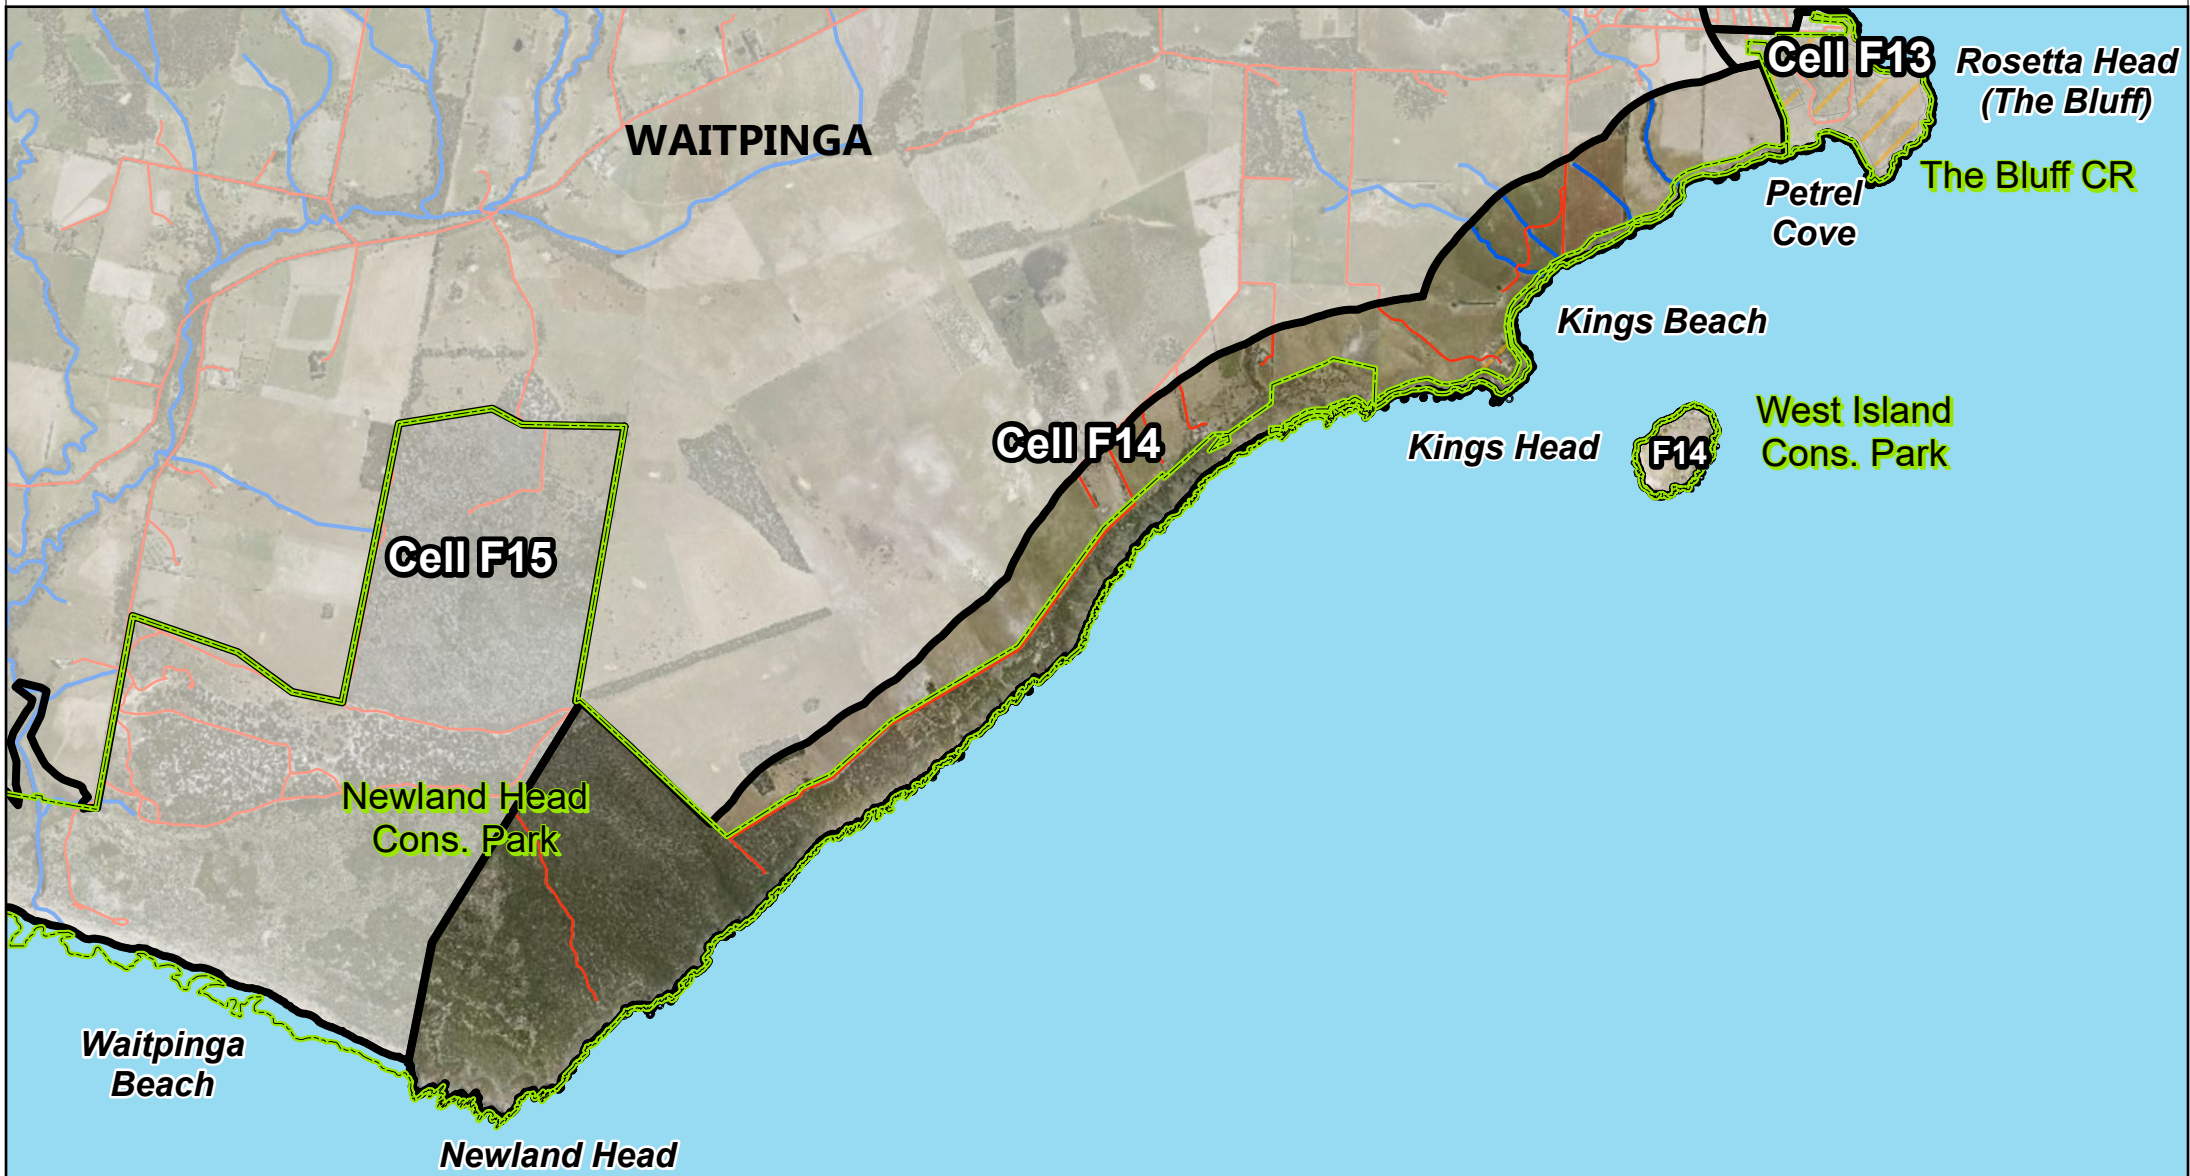 Cell F13
Rosetta Head
(The Bluff)
WAITPINGA
The Bluff CR
Petrel
Cove
Kings Beach
West Island
Cons. Park
Cell F14
Kings Head
F14
Cell F15
Newland Head
Cons. Park
Waitpinga
Beach
Newland Head